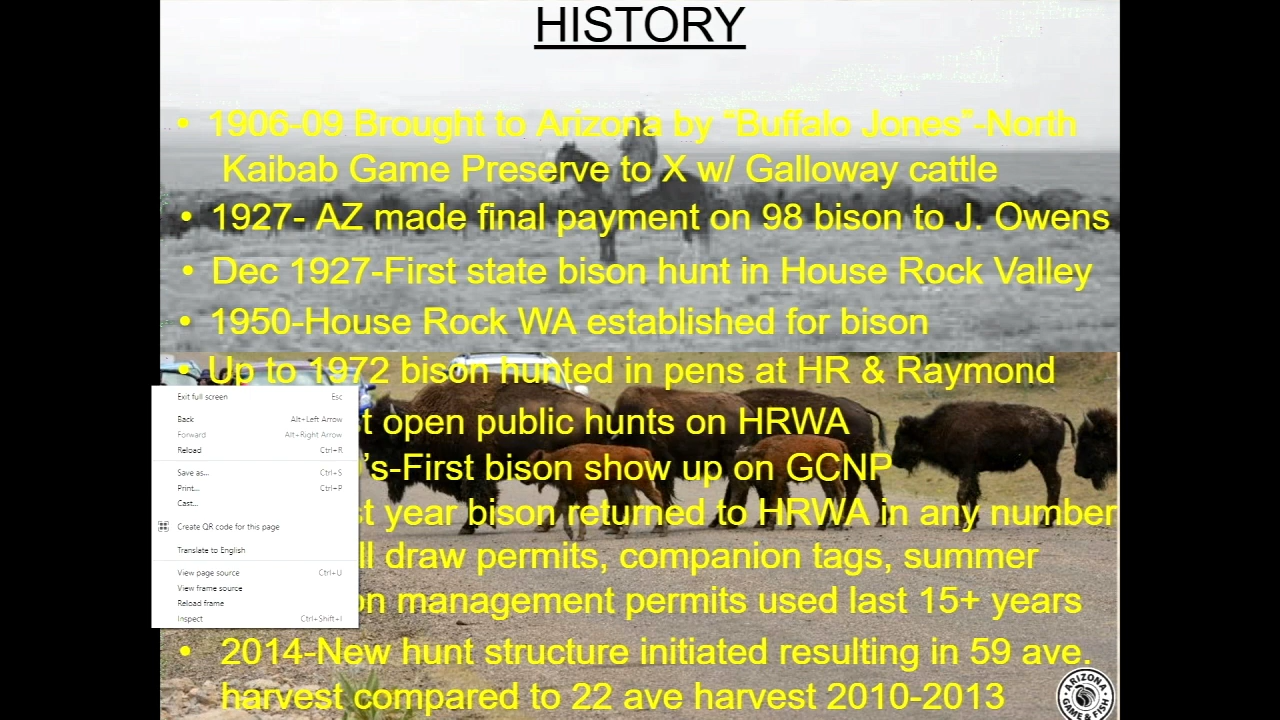 HISTORY
• 1906-09 Brought to Arizona by “Buffalo Jones”-North
Kaibab Game Preserve to X w/ Galloway cattle
• 1927- AZ made final payment on 98 bison to J. Owens
• Dec 1927-First state bison hunt in House Rock Valley
• 1950-House Rock WA established for bison
• Up to 1972 bison hunted in pens at HR & Raymond
Exit full screen Esc
Back Alt+Left Arrow
Forward Alt+Right Arrow
Reload Ctrl+R
Save as... Ctrl+S
Print... Ctrl+P
Cast...
Create QR code for this page
Translate to English
View page source Ctrl+U
View frame source
Reload frame
Inspect Ctrl+Shift+I
t open public hunts on HRWA
’s-First bison show up on GCNP
st year bison returned to HRWA in any number
ll draw permits, companion tags, summer
on management permits used last 15+ years
• 2014-New hunt structure initiated resulting in 59 ave.
harvest compared to 22 ave harvest 2010-2013
ARIZONA
GAME & FISH